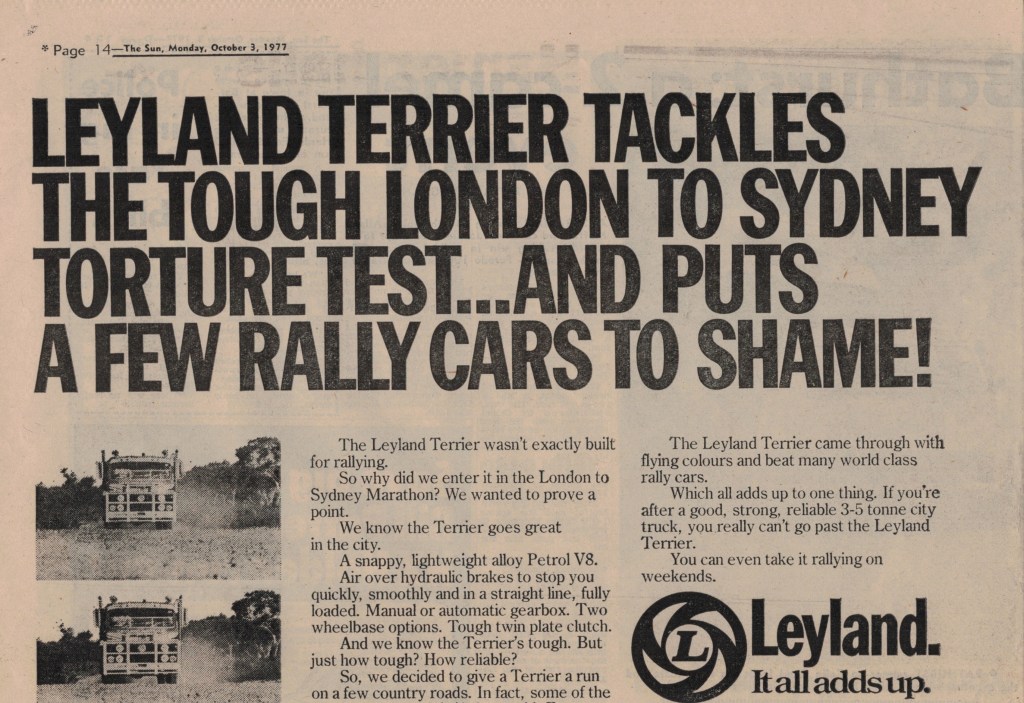 * Page 14—The Sun, Monday, October 3, 1977
LEYLAND TERRIER TACKLES
THE TOUGH LONDON TO SYDNEY
TORTURE TEST...AND PUTS
A FEW RALLY CARS TO SHAME!
The Leyland Terrier wasn't exactly built
for rallying.
So why did we enter it in the London to
Sydney Marathon? We wanted to prove a
point.
We know the Terrier goes great
in the city.
A snappy, lightweight alloy Petrol V8.
Air over hydraulic brakes to stop you
quickly, smoothly and in a straight line, fully
loaded. Manual or automatic gearbox. Two
wheelbase options. Tough twin plate clutch.
And we know the Terrier's tough. But
just how tough? How reliable?
So, we decided to give a Terrier a run
on a few country roads. In fact, some of the
The Leyland Terrier came through with
flying colours and beat many world class
rally cars.
Which all adds up to one thing. If you're
after a good, strong, reliable 3-5 tonne city
truck, you really can't go past the Leyland
Terrier.
You can even take it rallying on
weekends.
L
Leyland.
It all adds up.